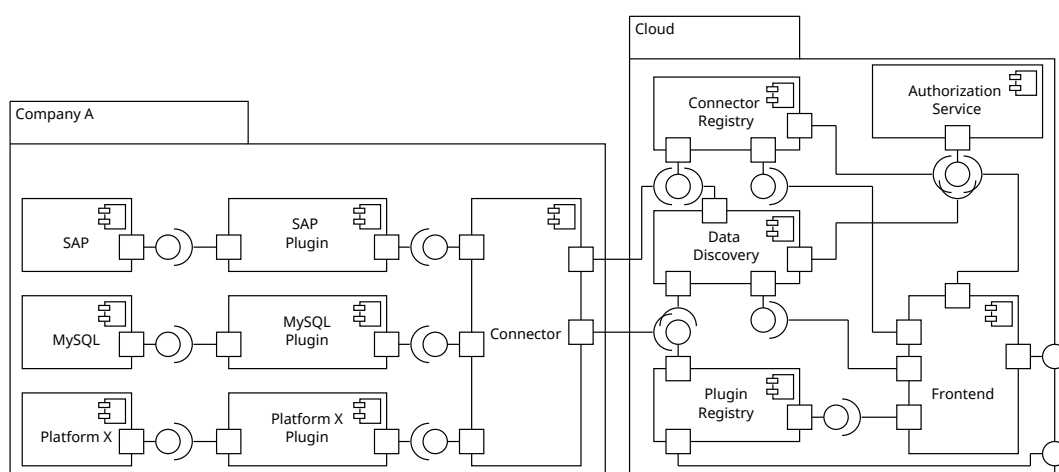 Cloud
Company A
Connector
Registry
Authorization
Service
SAP
SAP
Plugin
Data
Discovery
MySQL
MySQL
Plugin
Connector
Platform X
Platform X
Plugin
Plugin
Registry
Frontend